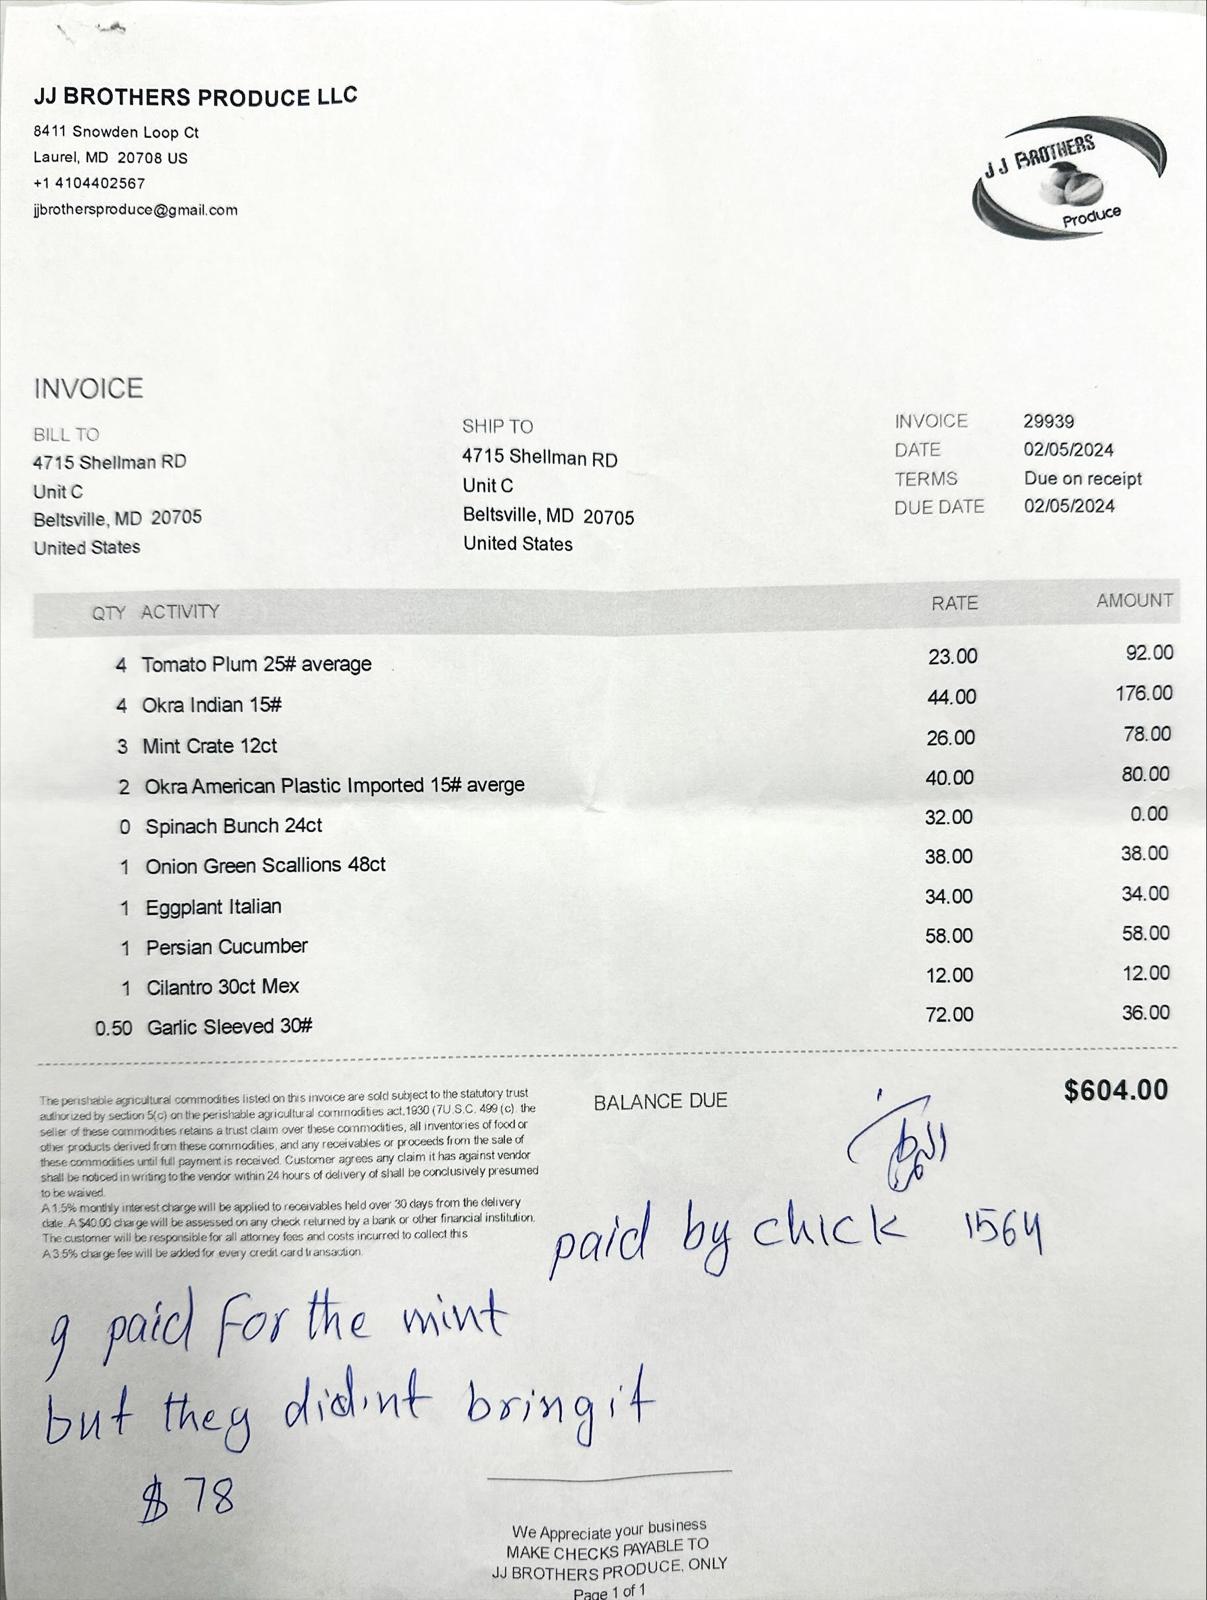 JJ BROTHERS PRODUCE LLC
8411 Snowden Loop Ct
Laurel, MD 20708 US
+1 4104402567
jjbrothersproduce@gmail.com
JJ BROTHERS
Produce
INVOICE
BILL TO
4715 Shellman RD
Unit C
Beltsville, MD 20705
United States
SHIP TO
4715 Shellman RD
Unit C
Beltsville, MD 20705
United States
INVOICE 29939
DATE 02/05/2024
TERMS Due on receipt
DUE DATE 02/05/2024
QTY ACTIVITY RATE AMOUNT
4 Tomato Plum 25# average 23.00 92.00
4 Okra Indian 15# 44.00 176.00
3 Mint Crate 12ct 26.00 78.00
2 Okra American Plastic Imported 15# averge 40.00 80.00
0 Spinach Bunch 24ct 32.00 0.00
1 Onion Green Scallions 48ct 38.00 38.00
1 Eggplant Italian 34.00 34.00
1 Persian Cucumber 58.00 58.00
1 Cilantro 30ct Mex 12.00 12.00
0.50 Garlic Sleeved 30# 72.00 36.00
The perishable agricultural commodities listed on this invoice are sold subject to the statutory trust
authorized by section 5(c) on the perishable agricultural commodities act,1930 (7U.S.C. 499 (c). the
seller of these commodities retains a trust claim over these commodities, all inventories of food or
other products derived from these commodities, and any receivables or proceeds from the sale of
these commodities until full payment is received. Customer agrees any claim it has against vendor
shall be noticed in writing to the vendor within 24 hours of delivery of shall be conclusively presumed
to be waived.
A 1.5% monthly interest charge will be applied to receivables held over 30 days from the delivery
date. A $40.00 charge will be assessed on any check returned by a bank or other financial institution.
The customer will be responsible for all attorney fees and costs incurred to collect this
A 3.5% charge fee will be added for every credit card transaction.
BALANCE DUE $604.00
paid by chick 1564
g paid for the mint
but they didint bring it
$ 78
We Appreciate your business
MAKE CHECKS PAYABLE TO
JJ BROTHERS PRODUCE, ONLY
Page 1 of 1